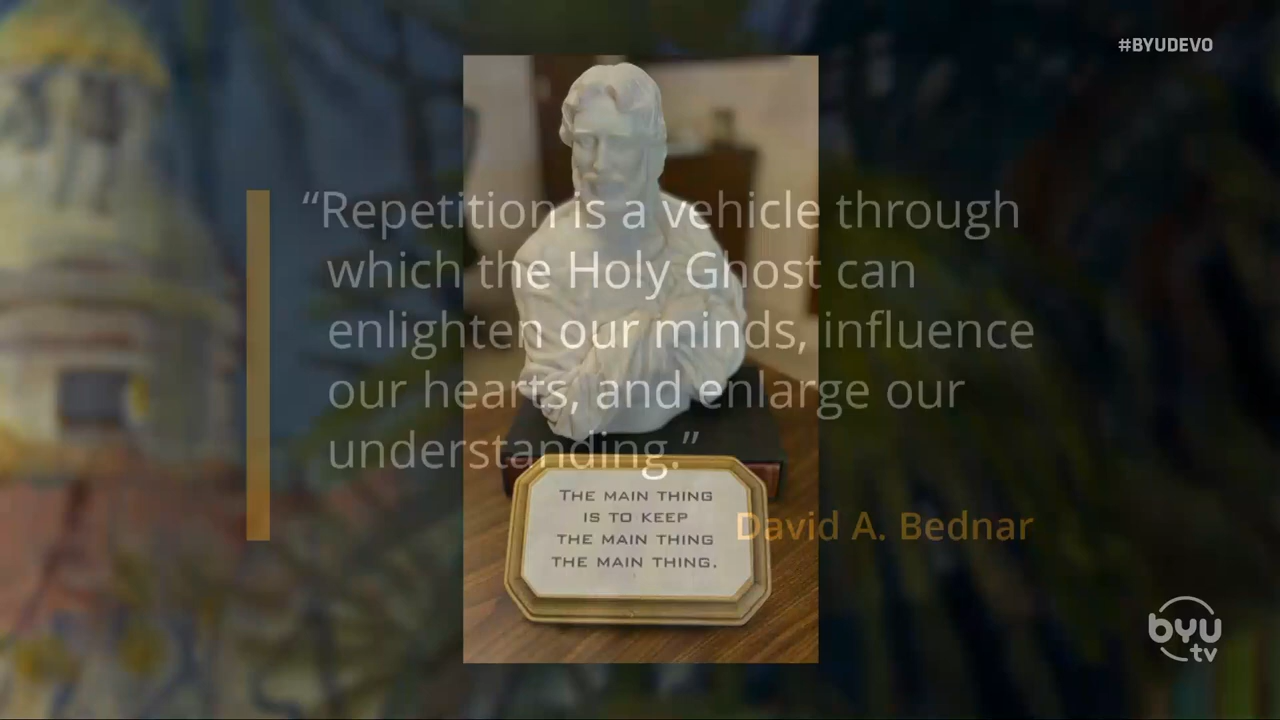 #BYUDEVO
“Repetition is a vehicle through
which the Holy Ghost can
enlighten our minds, influence
our hearts, and enlarge our
understanding.”
David A. Bednar
THE MAIN THING
IS TO KEEP
THE MAIN THING
THE MAIN THING.
byu
tv